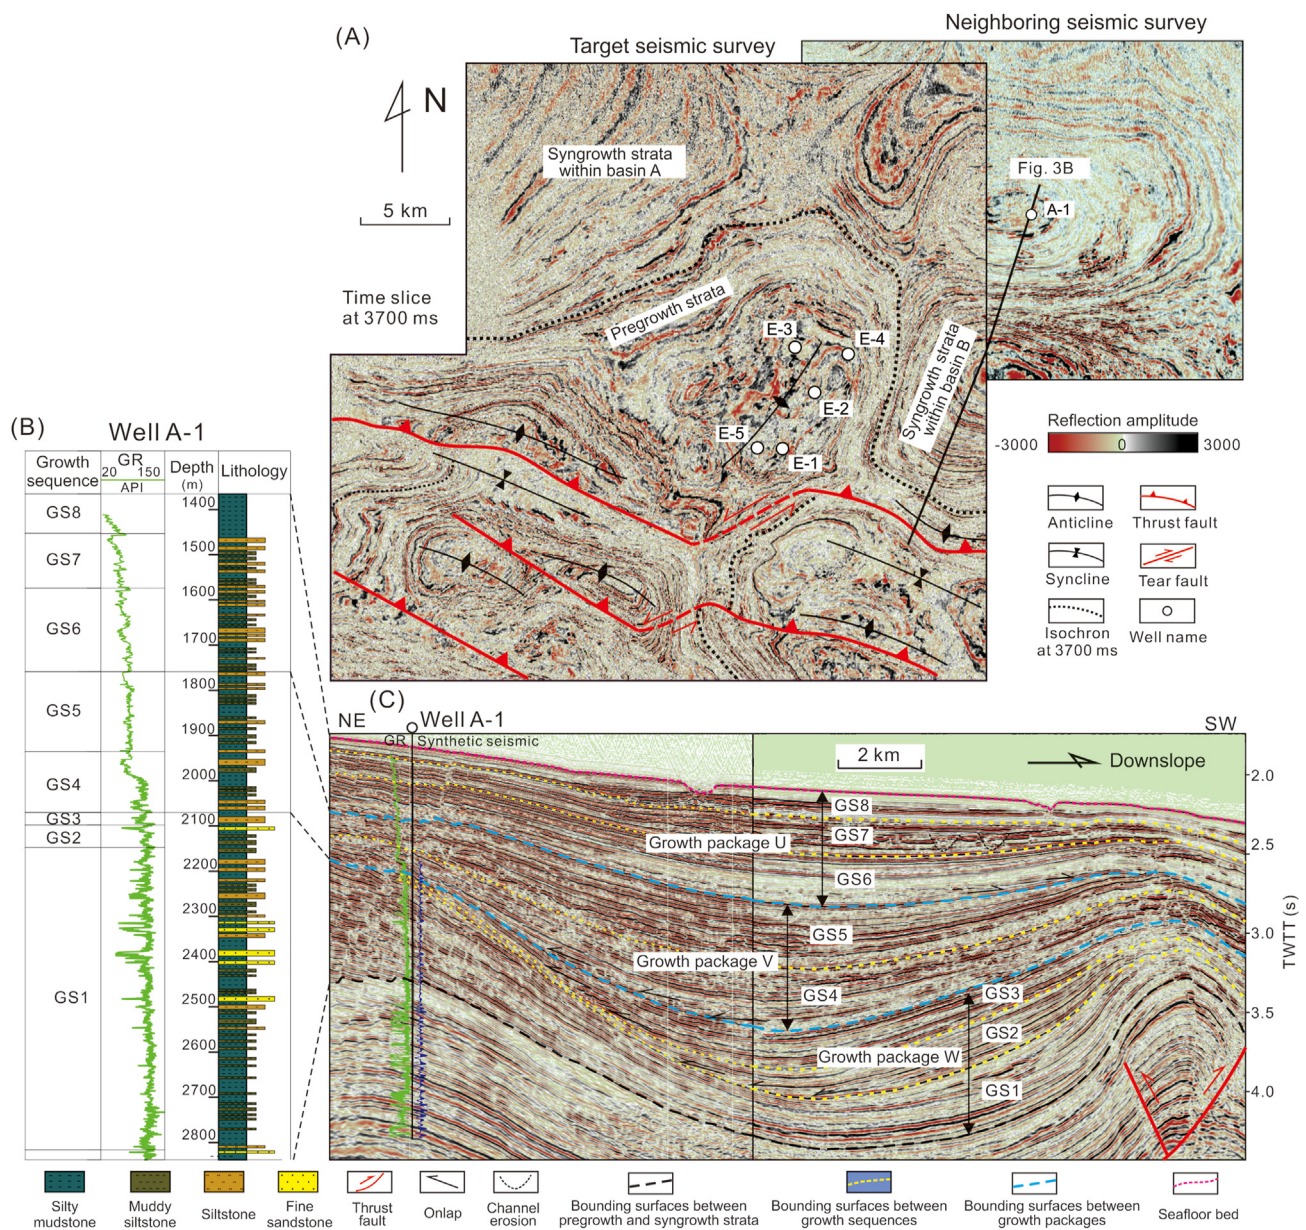 (A)
Target seismic survey
Neighboring seismic survey
N
5 km
Time slice
at 3700 ms
Syngrowth strata
within basin A
Pregrowth strata
Syngrowth strata
within basin B
Fig. 3B
A-1
E-3
E-4
E-2
E-5
E-1
Reflection amplitude
-3000
0
3000
Anticline
Thrust fault
Syncline
Tear fault
Isochron
at 3700 ms
Well name
(B)
Well A-1
Growth
sequence
GR
20
150
API
Depth
(m)
Lithology
GS8
GS7
GS6
GS5
GS4
GS3
GS2
GS1
1400
1500
1600
1700
1800
1900
2000
2100
2200
2300
2400
2500
2600
2700
2800
(C)
NE
Well A-1
SW
GR
Synthetic seismic
2 km
Downslope
GS8
GS7
Growth package U
GS6
GS5
Growth package V
GS4
GS3
GS2
Growth package W
GS1
2.0
2.5
3.0
3.5
4.0
TWTT (s)
Silty
mudstone
Muddy
siltstone
Siltstone
Fine
sandstone
Thrust
fault
Onlap
Channel
erosion
Bounding surfaces between
pregrowth and syngrowth strata
Bounding surfaces between
growth sequences
Bounding surfaces between
growth packages
Seafloor bed